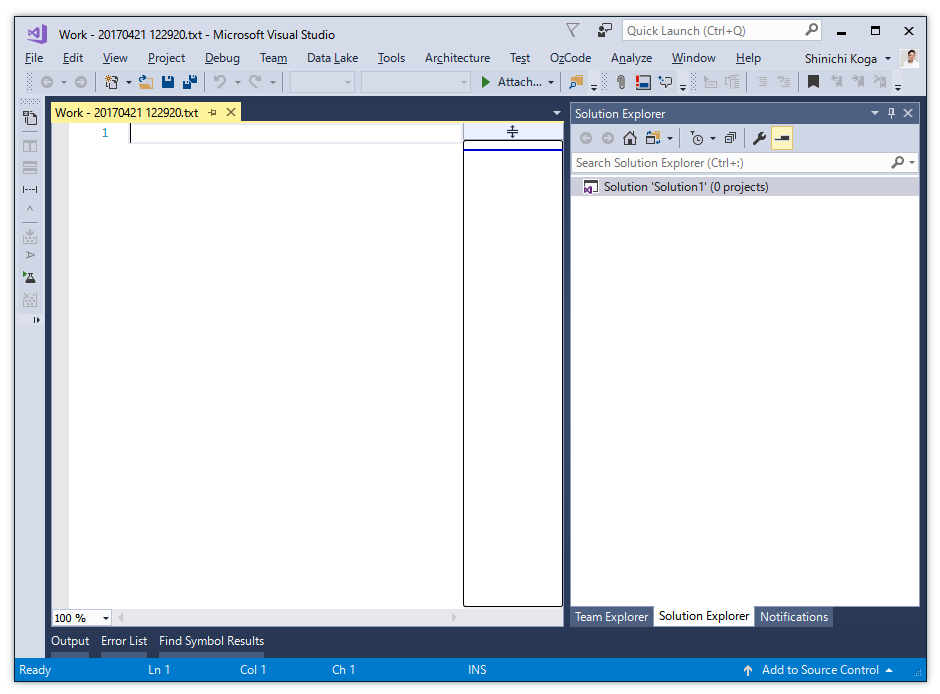 Work - 20170421 122920.txt - Microsoft Visual Studio
Quick Launch (Ctrl+Q)
File Edit View Project Debug Team Data Lake Tools Architecture Test OzCode Analyze Window Help Shinichi Koga
Attach...
Work - 20170421 122920.txt
Solution Explorer
1
Search Solution Explorer (Ctrl+:)
Solution 'Solution1' (0 projects)
100 %
Team Explorer Solution Explorer Notifications
Output Error List Find Symbol Results
Ready Ln 1 Col 1 Ch 1 INS Add to Source Control